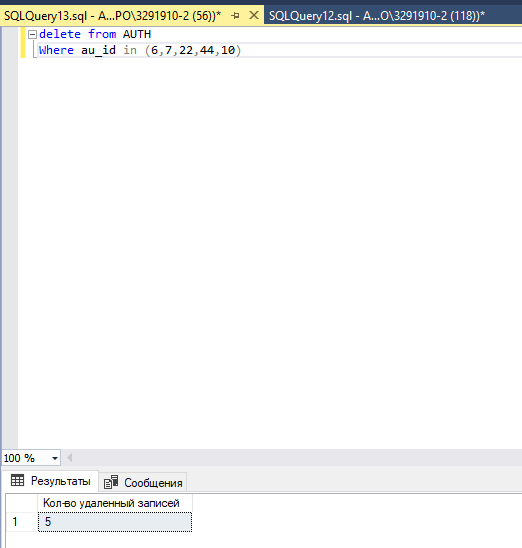 SQLQuery13.sql - A...PO\3291910-2 (56))* SQLQuery12.sql - A...O\3291910-2 (118))*
delete from AUTH
Where au_id in (6,7,22,44,10)
100 %
Результаты Сообщения
Кол-во удаленный записей
1 5